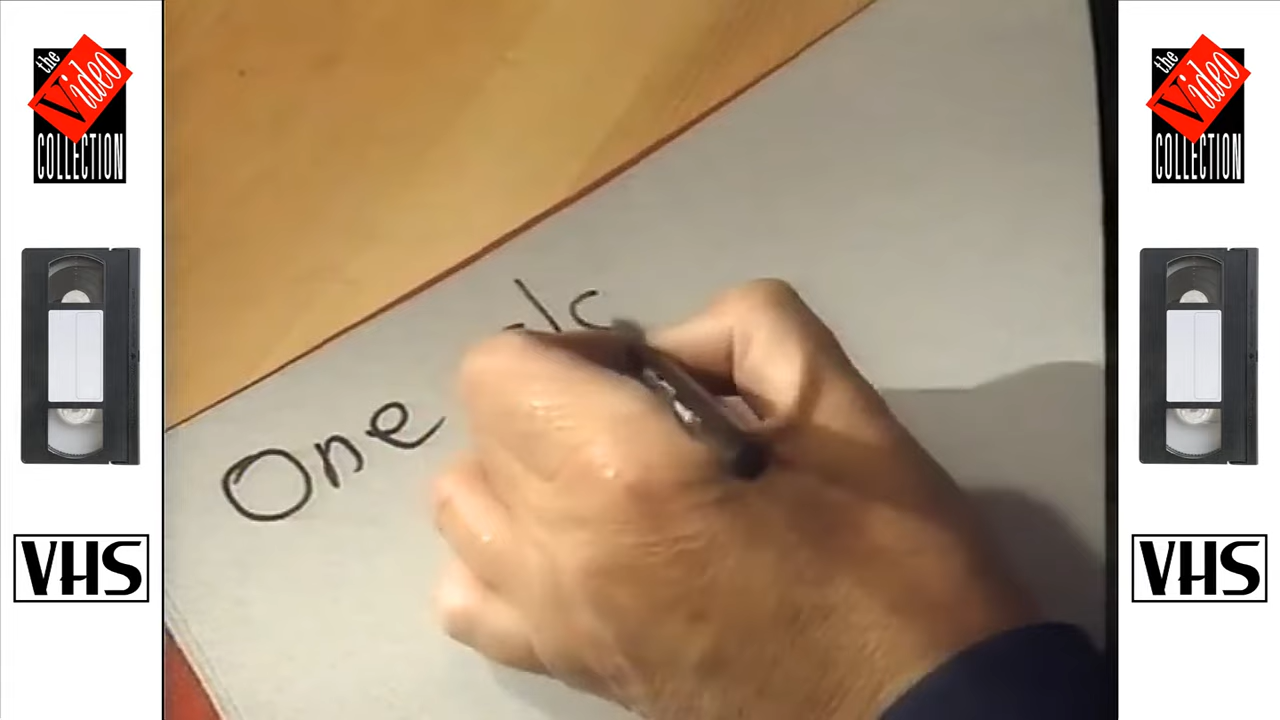 the
Video
COLLECTION
VHS
One
the
Video
COLLECTION
VHS